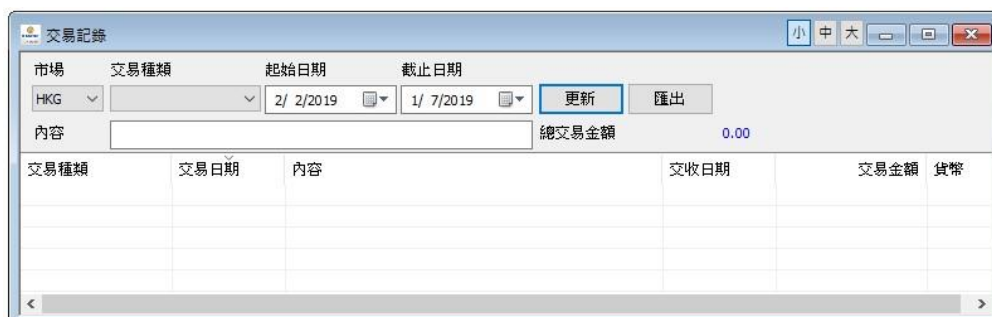 交易記錄 小 中 大
市場 交易種類 起始日期 截止日期
HKG 2/ 2/2019 1/ 7/2019 更新 匯出
內容 總交易金額 0.00
交易種類 交易日期 內容 交收日期 交易金額 貨幣